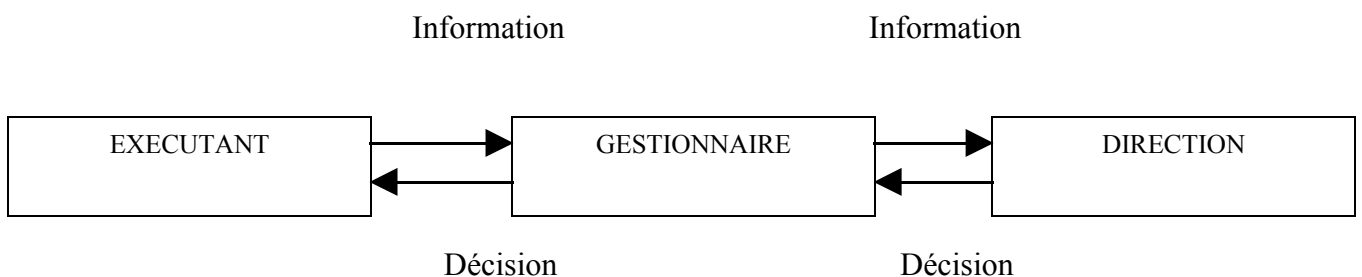 Information Information
EXECUTANT GESTIONNAIRE DIRECTION
Décision Décision